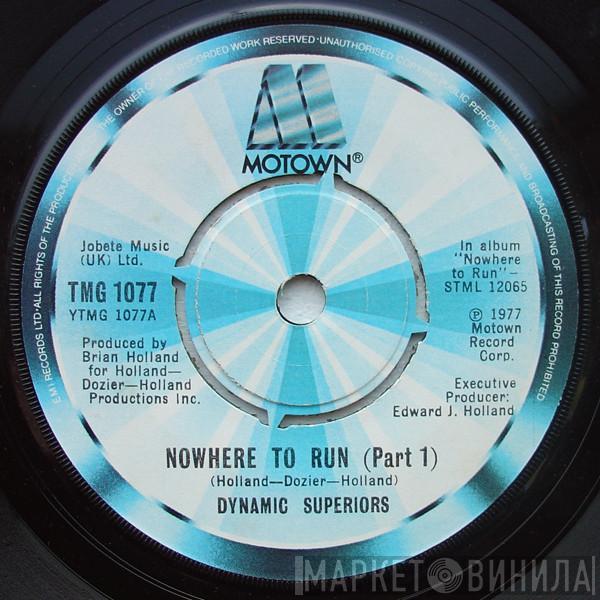 EMI RECORDS LTD·ALL RIGHTS OF THE PRODUCER AND OF THE OWNER OF THE RECORDED WORK RESERVED·UNAUTHORISED COPYING PUBLIC PERFORMANCE AND BROADCASTING OF THIS RECORD PROHIBITED
MOTOWN®
Jobete Music
(UK) Ltd.
TMG 1077
YTMG 1077A
Produced by
Brian Holland
for Holland—
Dozier—Holland
Productions Inc.
In album
"Nowhere
to Run"—
STML 12065
℗ 1977
Motown
Record
Corp.
Executive
Producer:
Edward J. Holland
NOWHERE TO RUN (Part 1)
(Holland—Dozier—Holland)
DYNAMIC SUPERIORS
МАРКЕТ ВИНИЛА